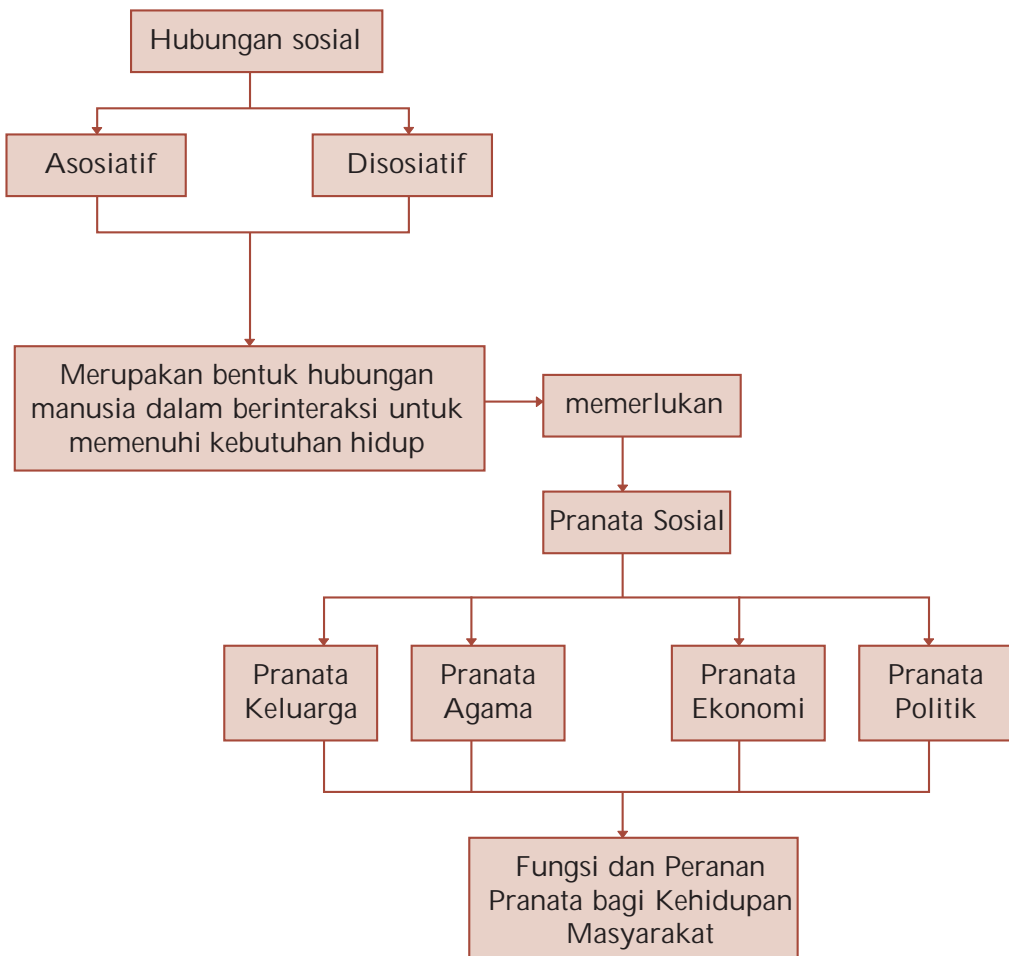 Hubungan sosial
Asosiatif
Disosiatif
Merupakan bentuk hubungan
manusia dalam berinteraksi untuk
memenuhi kebutuhan hidup
memerlukan
Pranata Sosial
Pranata
Keluarga
Pranata
Agama
Pranata
Ekonomi
Pranata
Politik
Fungsi dan Peranan
Pranata bagi Kehidupan
Masyarakat